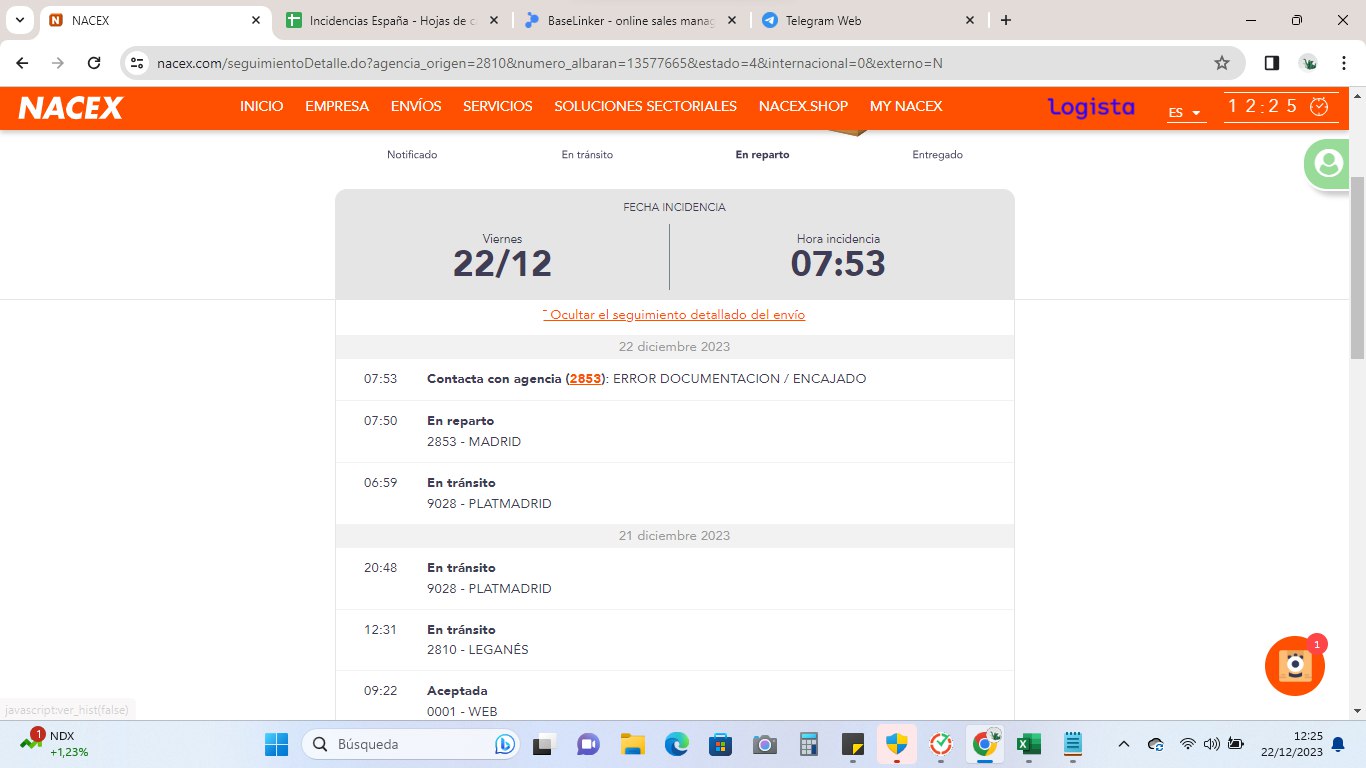 NACEX
Incidencias España - Hojas de c
BaseLinker - online sales manag
Telegram Web
nacex.com/seguimientoDetalle.do?agencia_origen=2810&numero_albaran=13577665&estado=4&internacional=0&externo=N
NACEX
INICIO
EMPRESA
ENVÍOS
SERVICIOS
SOLUCIONES SECTORIALES
NACEX.SHOP
MY NACEX
logista
ES
12:25
Notificado
En tránsito
En reparto
Entregado
FECHA INCIDENCIA
Viernes
22/12
Hora incidencia
07:53
Ocultar el seguimiento detallado del envío
22 diciembre 2023
07:53 Contacta con agencia (2853): ERROR DOCUMENTACION / ENCAJADO
07:50 En reparto
2853 - MADRID
06:59 En tránsito
9028 - PLATMADRID
21 diciembre 2023
20:48 En tránsito
9028 - PLATMADRID
12:31 En tránsito
2810 - LEGANÊS
09:22 Aceptada
0001 - WEB
1
javascript:ver_hist(false)
1
NDX
+1,23%
Búsqueda
12:25
22/12/2023